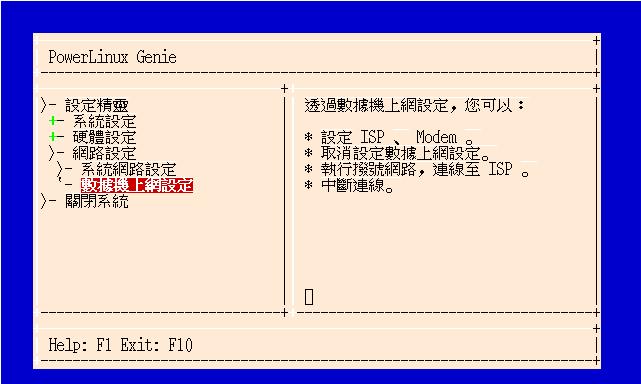 PowerLinux Genie
設定精靈
系統設定
硬體設定
網路設定
系統網路設定
數據機上網設定
關閉系統
透過數據機上網設定，您可以：
* 設定 ISP 、 Modem 。
* 取消設定數據上網設定。
* 執行撥號網路，連線至 ISP 。
* 中斷連線。
Help: F1 Exit: F10